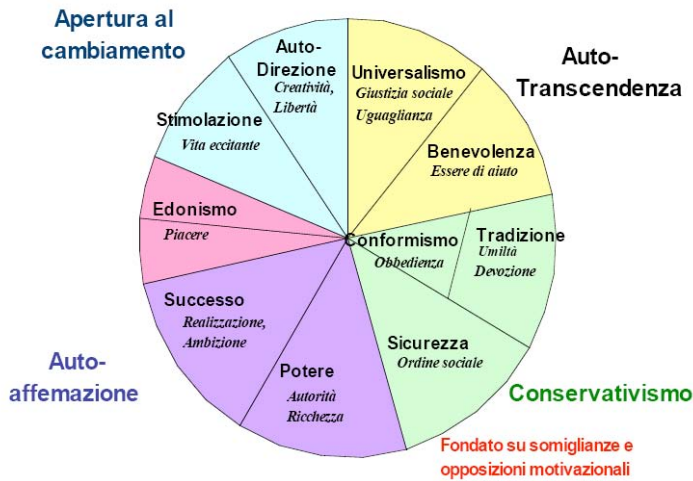 Apertura al
cambiamento
Auto-
Direzione
Creatività,
Libertà
Universalismo
Giustizia sociale
Uguaglianza
Auto-
Transcendenza
Stimolazione
Vita eccitante
Benevolenza
Essere di aiuto
Edonismo
Piacere
Conformismo
Obbedienza
Tradizione
Umiltà
Devozione
Successo
Realizzazione,
Ambizione
Sicurezza
Ordine sociale
Potere
Autorità
Ricchezza
Auto-
affemazione
Conservativismo
Fondato su somiglianze e
opposizioni motivazionali